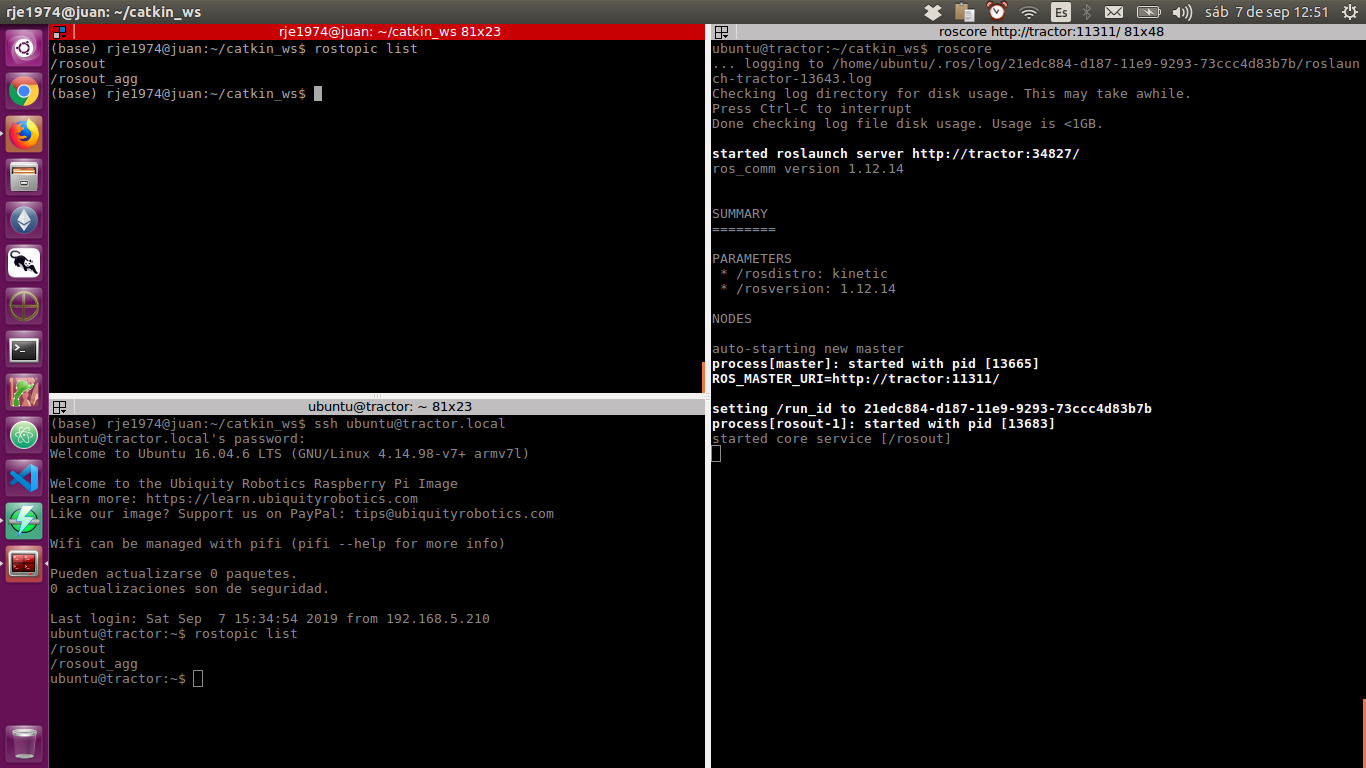 rje1974@juan: ~/catkin_ws
Es
sáb 7 de sep 12:51
rje1974@juan: ~/catkin_ws 81x23
(base) rje1974@juan:~/catkin_ws$ rostopic list
/rosout
/rosout_agg
(base) rje1974@juan:~/catkin_ws$
ubuntu@tractor: ~ 81x23
(base) rje1974@juan:~/catkin_ws$ ssh ubuntu@tractor.local
ubuntu@tractor.local's password:
Welcome to Ubuntu 16.04.6 LTS (GNU/Linux 4.14.98-v7+ armv7l)
Welcome to the Ubiquity Robotics Raspberry Pi Image
Learn more: https://learn.ubiquityrobotics.com
Like our image? Support us on PayPal: tips@ubiquityrobotics.com
Wifi can be managed with pifi (pifi --help for more info)
Pueden actualizarse 0 paquetes.
0 actualizaciones son de seguridad.
Last login: Sat Sep  7 15:34:54 2019 from 192.168.5.210
ubuntu@tractor:~$ rostopic list
/rosout
/rosout_agg
ubuntu@tractor:~$
roscore http://tractor:11311/ 81x48
ubuntu@tractor:~/catkin_ws$ roscore
... logging to /home/ubuntu/.ros/log/21edc884-d187-11e9-9293-73ccc4d83b7b/roslaun
ch-tractor-13643.log
Checking log directory for disk usage. This may take awhile.
Press Ctrl-C to interrupt
Done checking log file disk usage. Usage is <1GB.
started roslaunch server http://tractor:34827/
ros_comm version 1.12.14
SUMMARY
========
PARAMETERS
 * /rosdistro: kinetic
 * /rosversion: 1.12.14
NODES
auto-starting new master
process[master]: started with pid [13665]
ROS_MASTER_URI=http://tractor:11311/
setting /run_id to 21edc884-d187-11e9-9293-73ccc4d83b7b
process[rosout-1]: started with pid [13683]
started core service [/rosout]